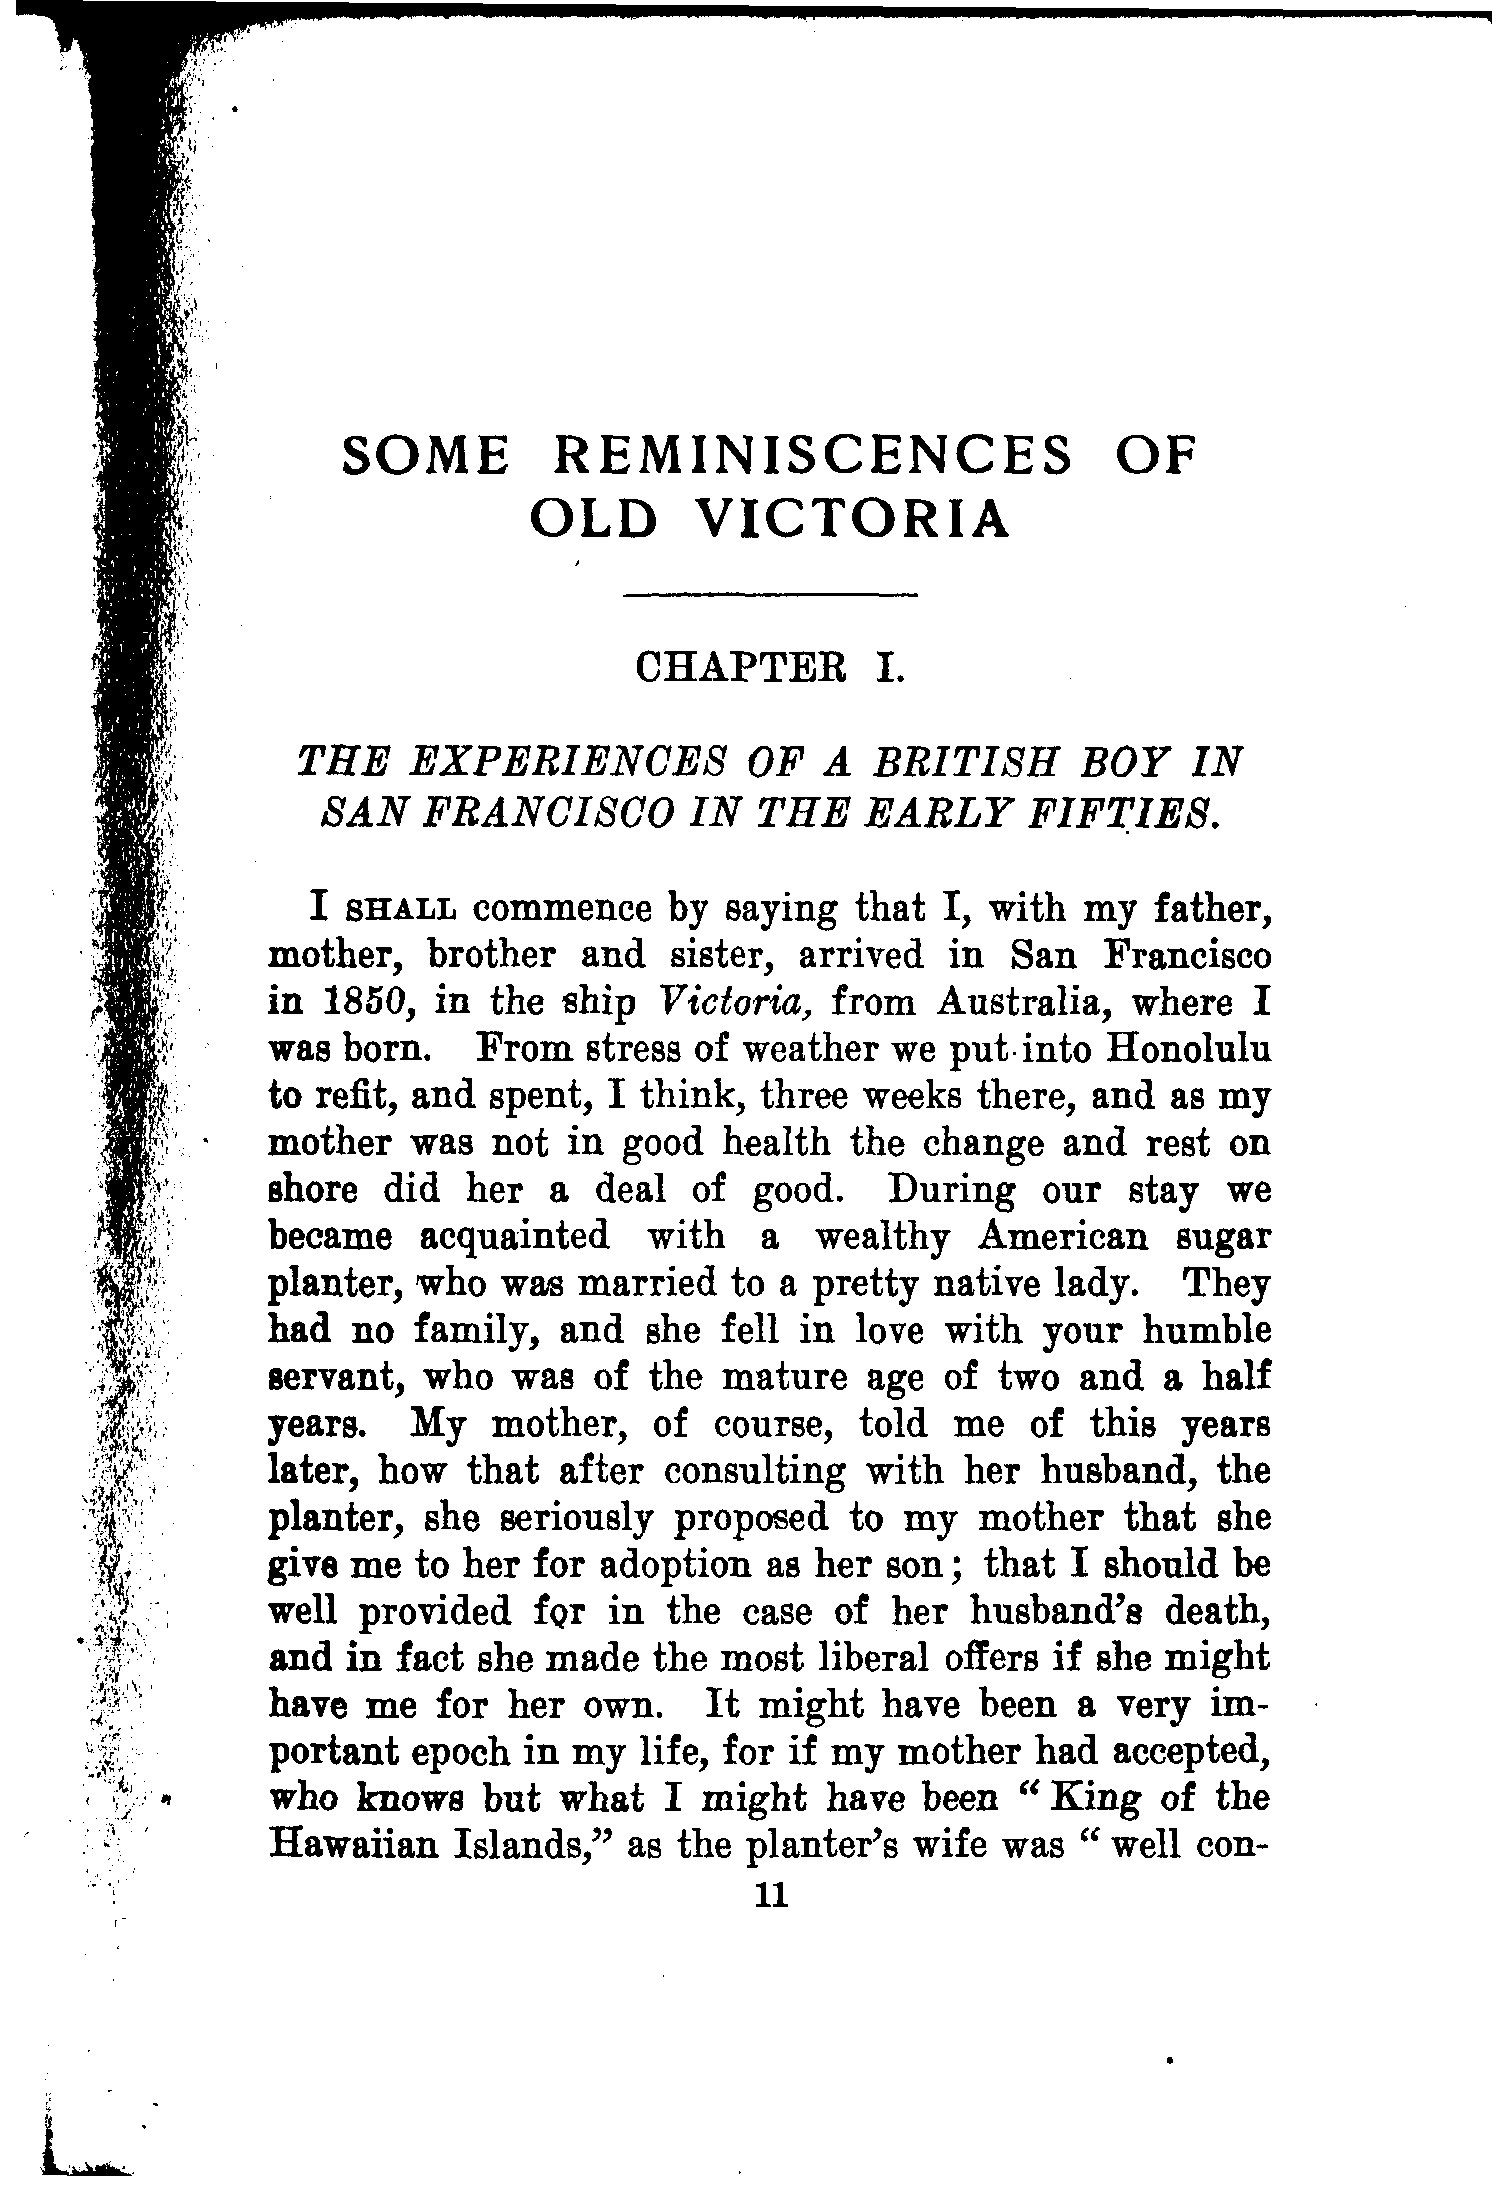 SOME REMINISCENCES OF
OLD VICTORIA
CHAPTER I.
THE EXPERIENCES OF A BRITISH BOY IN
SAN FRANCISCO IN THE EARLY FIFTIES.
I SHALL commence by saying that I, with my father,
mother, brother and sister, arrived in San Francisco
in 1850, in the ship Victoria, from Australia, where I
was born. From stress of weather we put into Honolulu
to refit, and spent, I think, three weeks there, and as my
mother was not in good health the change and rest on
shore did her a deal of good. During our stay we
became acquainted with a wealthy American sugar
planter, who was married to a pretty native lady. They
had no family, and she fell in love with your humble
servant, who was of the mature age of two and a half
years. My mother, of course, told me of this years
later, how that after consulting with her husband, the
planter, she seriously proposed to my mother that she
give me to her for adoption as her son; that I should be
well provided for in the case of her husband's death,
and in fact she made the most liberal offers if she might
have me for her own. It might have been a very im-
portant epoch in my life, for if my mother had accepted,
who knows but what I might have been “King of the
Hawaiian Islands,” as the planter's wife was “well con-
11